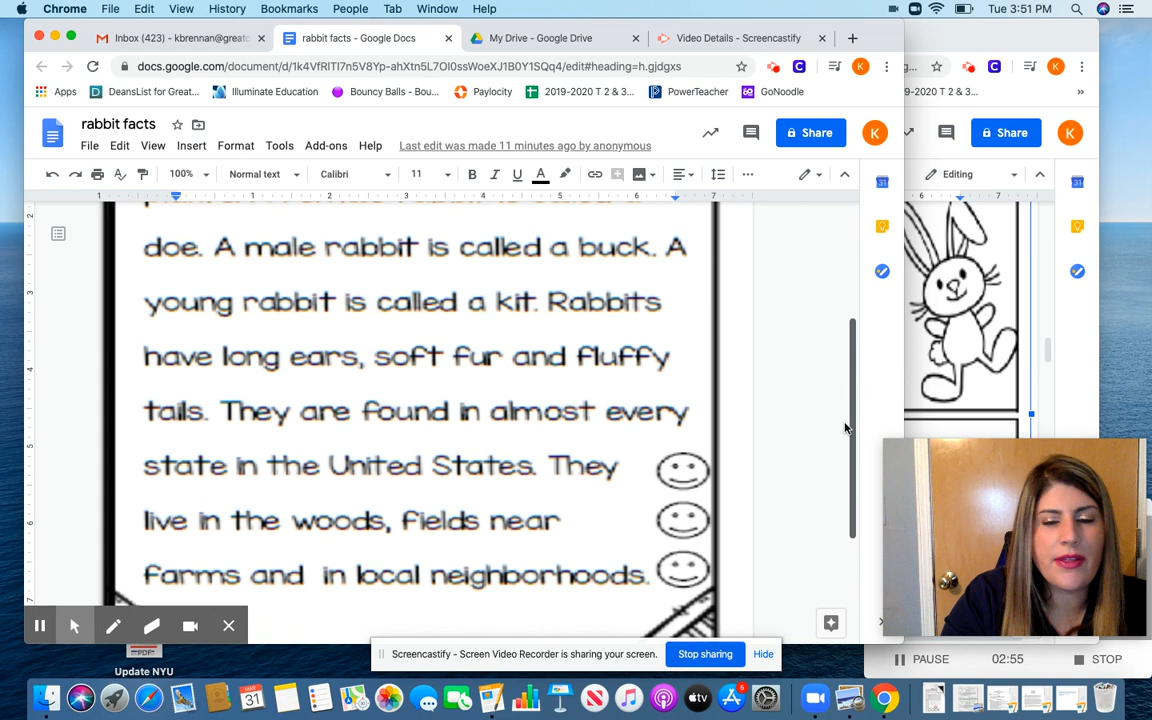 Chrome File Edit View History Bookmarks People Tab Window Help Tue 3:51 PM
Inbox (423) - kbrennan@great
rabbit facts - Google Docs
My Drive - Google Drive
Video Details - Screencastify
docs.google.com/document/d/1k4VfRITI7n5V8Yp-ahXtn5L7OI0ssWoeXJ1B0Y1SQq4/edit#heading=h.gjdgxs
Apps DeansList for Great... Illuminate Education Bouncy Balls - Bou... Paylocity 2019-2020 T 2 & 3... PowerTeacher GoNoodle 9-2020 T 2 & 3...
rabbit facts
Share K Share K
File Edit View Insert Format Tools Add-ons Help Last edit was made 11 minutes ago by anonymous
100% Normal text Calibri 11 B I U A Editing
doe. A male rabbit is called a buck. A
young rabbit is called a kit. Rabbits
have long ears, soft fur and fluffy
tails. They are found in almost every
state in the United States. They
live in the woods, fields near
farms and in local neighborhoods.
Screencastify - Screen Video Recorder is sharing your screen. Stop sharing Hide
PAUSE 02:55 STOP
PDF
Update NYU